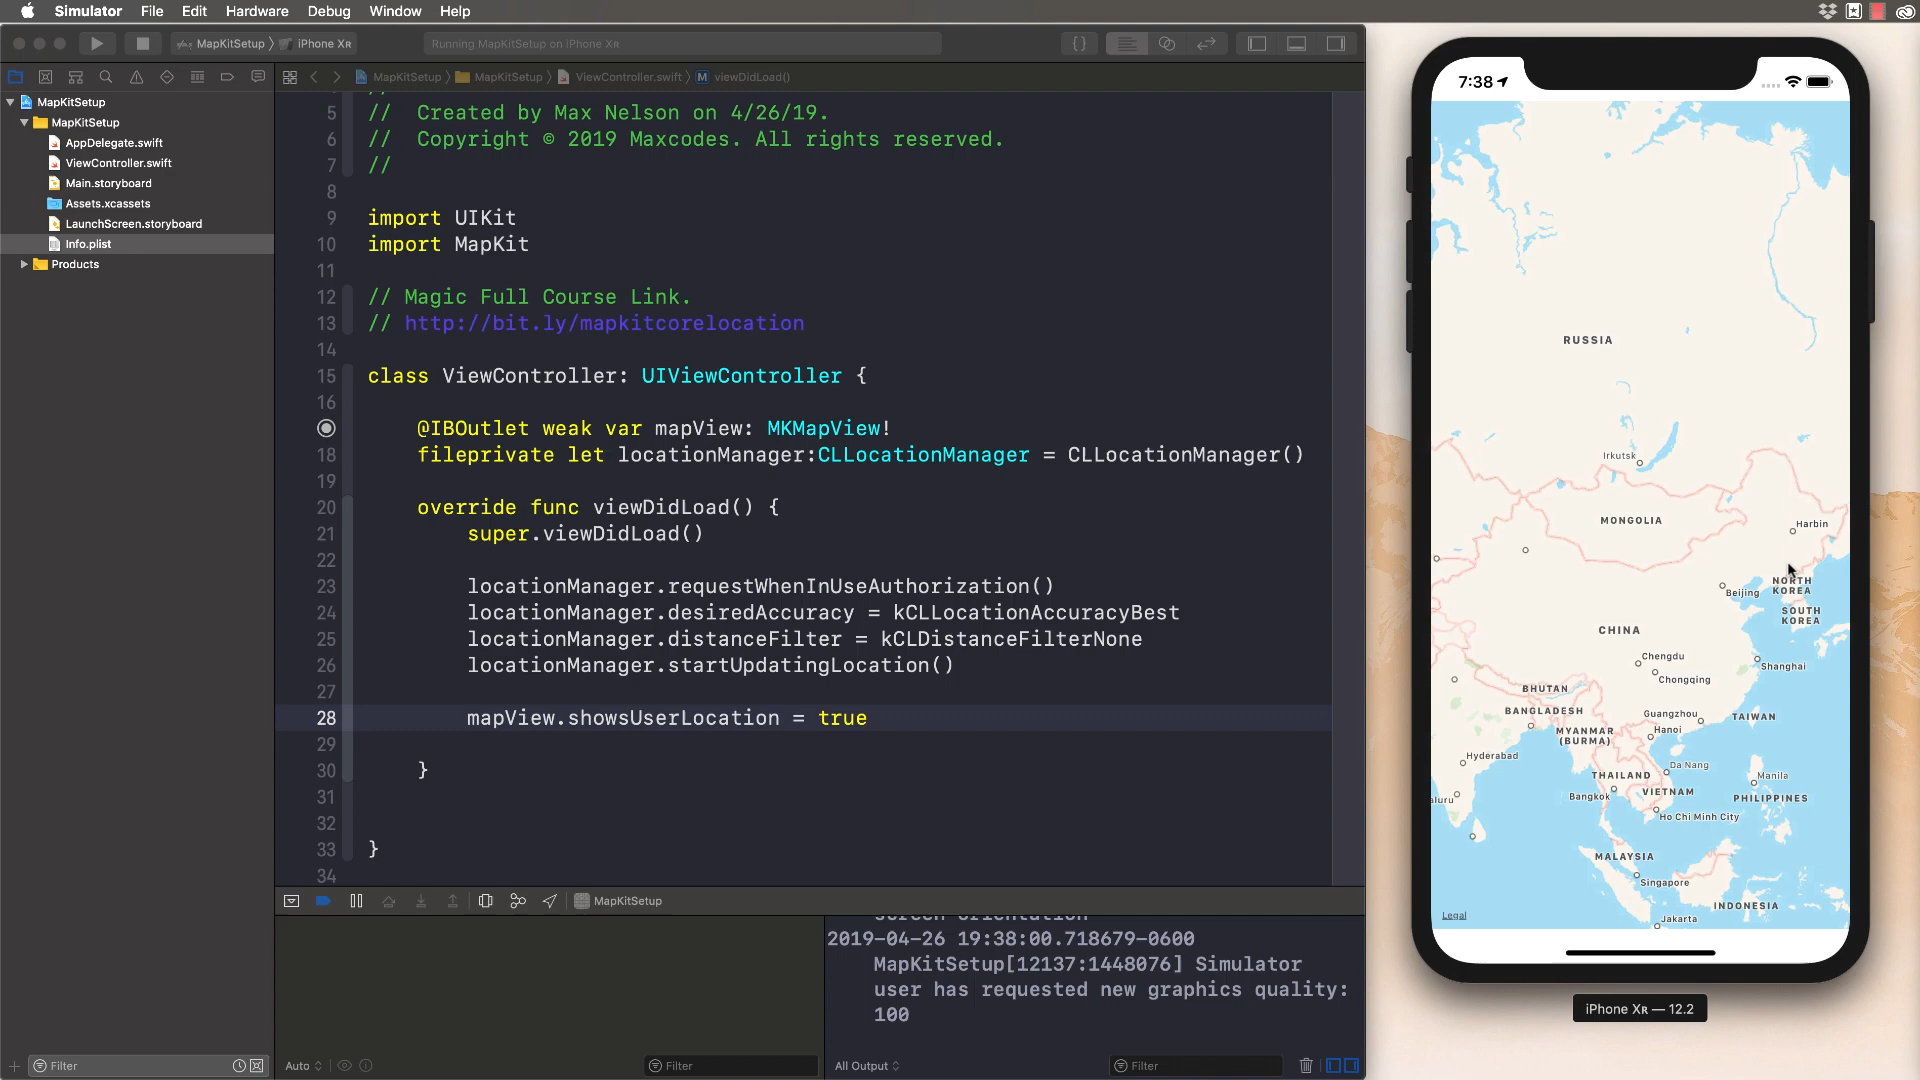 Simulator File Edit Hardware Debug Window Help
MapKitSetup iPhone XR
Running MapKitSetup on iPhone XR
MapKitSetup MapKitSetup ViewController.swift M viewDidLoad()
MapKitSetup
MapKitSetup
AppDelegate.swift
ViewController.swift
Main.storyboard
Assets.xcassets
LaunchScreen.storyboard
Info.plist
Products
5 // Created by Max Nelson on 4/26/19.
6 // Copyright © 2019 Maxcodes. All rights reserved.
7 //
8
9 import UIKit
10 import MapKit
11
12 // Magic Full Course Link.
13 // http://bit.ly/mapkitcorelocation
14
15 class ViewController: UIViewController {
16
@IBOutlet weak var mapView: MKMapView!
18 fileprivate let locationManager:CLLocationManager = CLLocationManager()
19
20 override func viewDidLoad() {
21 super.viewDidLoad()
22
23 locationManager.requestWhenInUseAuthorization()
24 locationManager.desiredAccuracy = kCLLocationAccuracyBest
25 locationManager.distanceFilter = kCLDistanceFilterNone
26 locationManager.startUpdatingLocation()
27
28 mapView.showsUserLocation = true
29
30 }
31
32
33 }
34
MapKitSetup
screen orientation
2019-04-26 19:38:00.718679-0600
MapKitSetup[12137:1448076] Simulator
user has requested new graphics quality:
100
Filter
Auto
Filter
All Output
Filter
7:38
RUSSIA
Irkutsk
MONGOLIA
Harbin
NORTH
KOREA
Beijing
SOUTH
KOREA
CHINA
Chengdu
Shanghai
Chongqing
BHUTAN
BANGLADESH
Guangzhou
TAIWAN
MYANMAR
(BURMA)
Hanoi
Hyderabad
Da Nang
THAILAND
Manila
VIETNAM
Bangkok
PHILIPPINES
aluru
Ho Chi Minh City
MALAYSIA
Singapore
INDONESIA
Legal
Jakarta
iPhone XR — 12.2